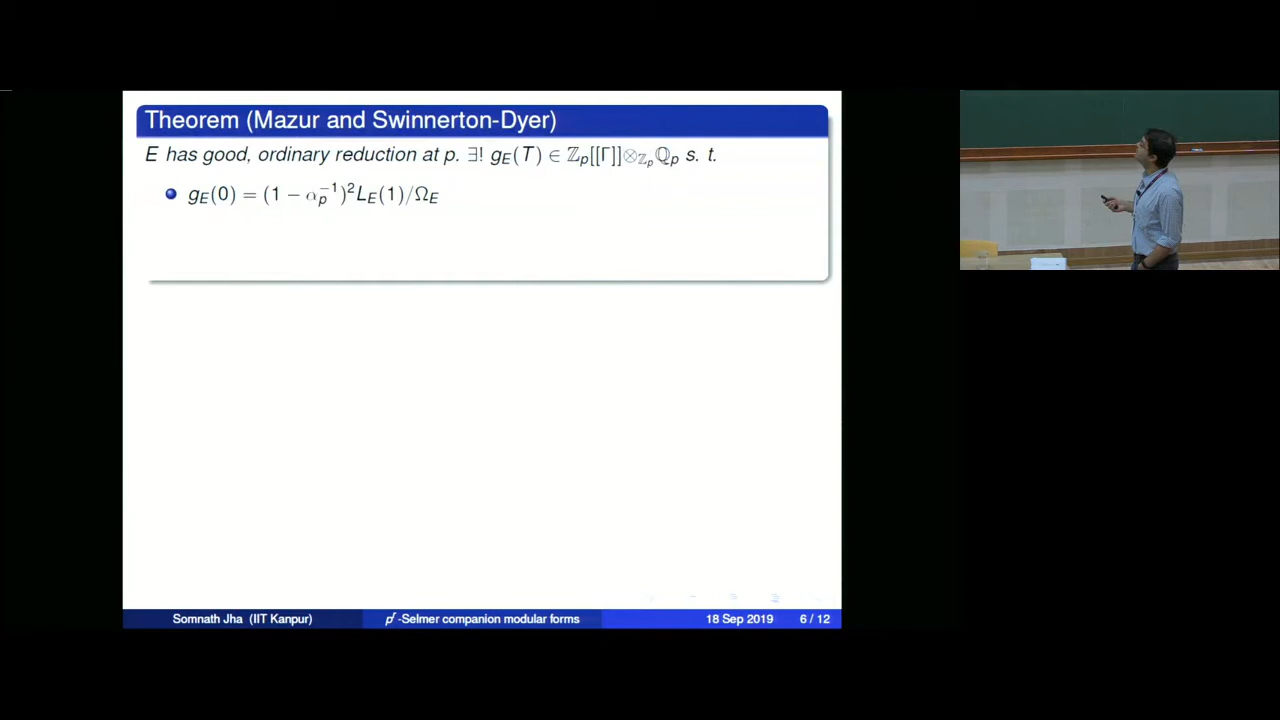 Theorem (Mazur and Swinnerton-Dyer)
E has good, ordinary reduction at p. ∃! g_E(T) ∈ ℤ_p[[Γ]]⊗_{ℤ_p}ℚ_p s. t.
g_E(0) = (1 − α_p^{−1})^2 L_E(1)/Ω_E
Somnath Jha (IIT Kanpur) p^r-Selmer companion modular forms 18 Sep 2019 6 / 12